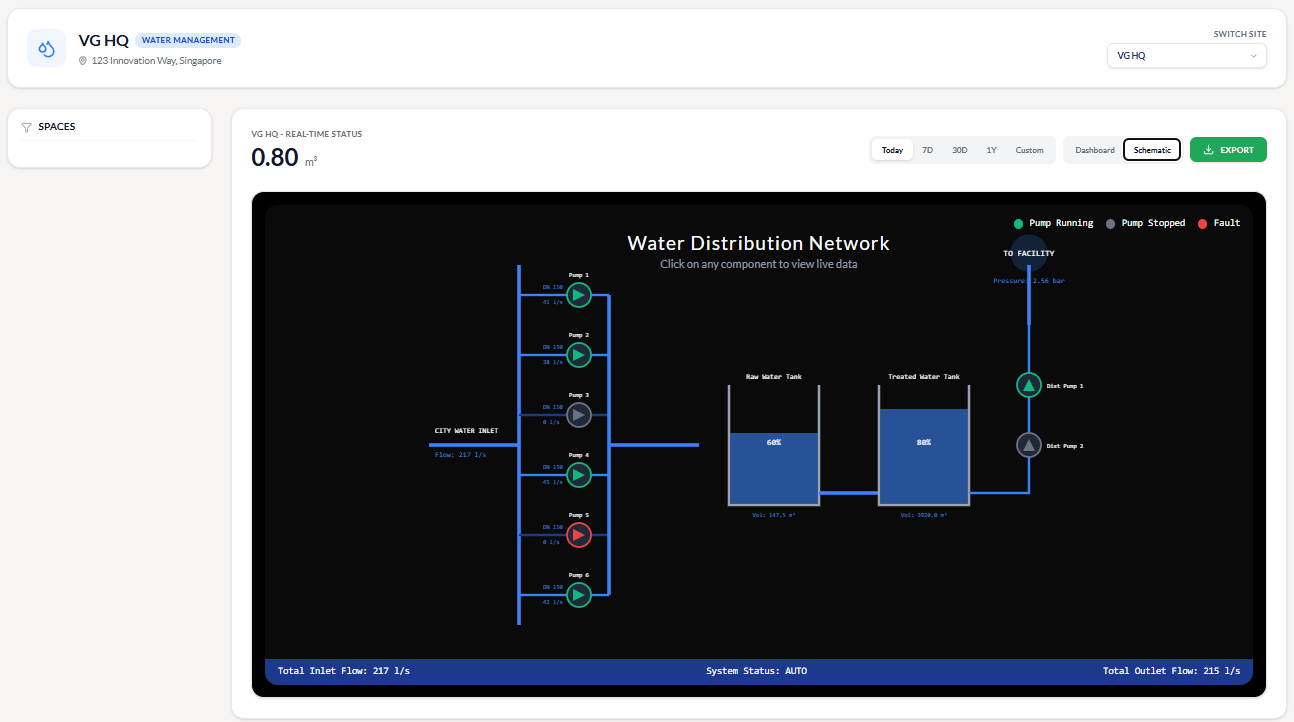 VG HQ WATER MANAGEMENT
123 Innovation Way, Singapore
SWITCH SITE
VG HQ
SPACES
VG HQ - REAL-TIME STATUS
0.80 m³
Today 7D 30D 1Y Custom Dashboard Schematic EXPORT
Pump Running Pump Stopped Fault
Water Distribution Network
Click on any component to view live data
TO FACILITY
Pressure: 2.56 bar
Pump 1
DN 150
41 l/s
Pump 2
DN 150
38 l/s
Pump 3
DN 150
0 l/s
CITY WATER INLET
Flow: 217 l/s
Pump 4
DN 150
45 l/s
Pump 5
DN 150
0 l/s
Pump 6
DN 150
42 l/s
Raw Water Tank
60%
Vol: 147.5 m³
Treated Water Tank
80%
Vol: 3920.0 m³
Dist Pump 1
Dist Pump 2
Total Inlet Flow: 217 l/s System Status: AUTO Total Outlet Flow: 215 l/s